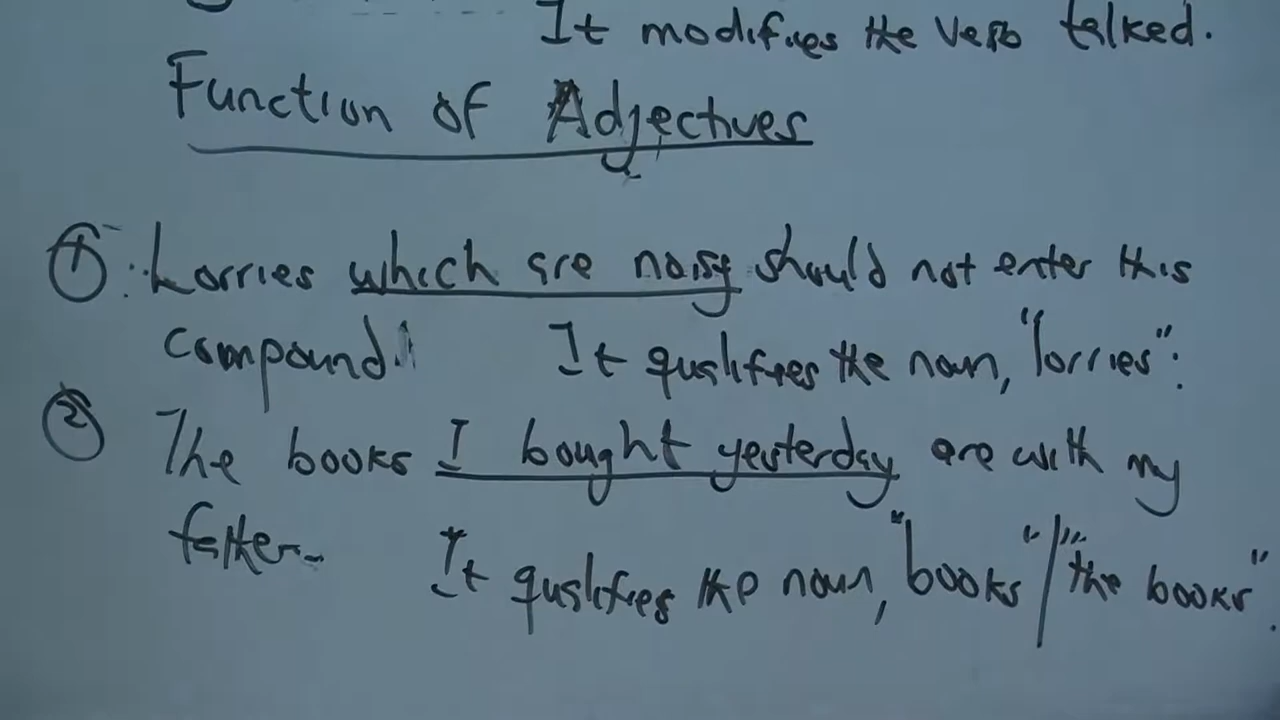 It modifies the verb talked.
Function of Adjectives
① Lorries which are noisy should not enter this
compound. It qualifies the noun, "lorries".
② The books I bought yesterday are with my
father. It qualifies the noun, "books" / "the books".